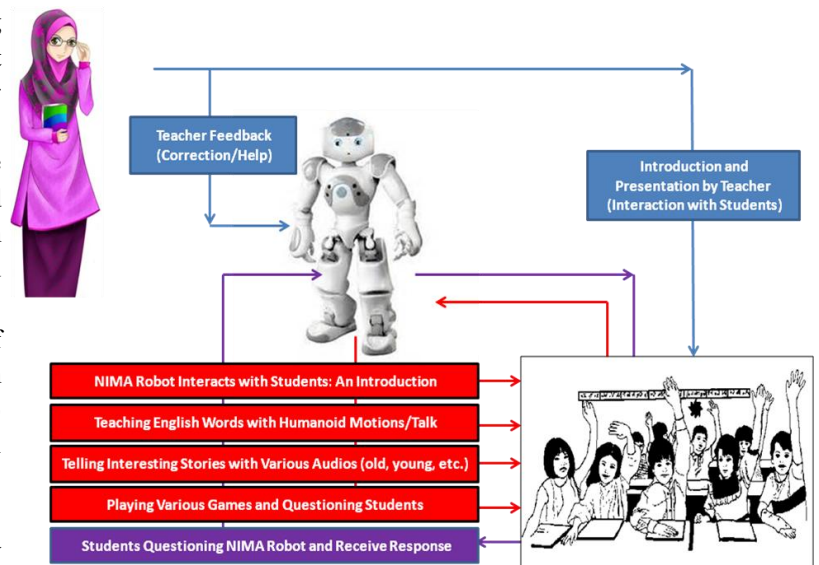 Teacher Feedback
(Correction/Help)
Introduction and
Presentation by Teacher
(Interaction with Students)
NIMA Robot Interacts with Students: An Introduction
Teaching English Words with Humanoid Motions/Talk
Telling Interesting Stories with Various Audios (old, young, etc.)
Playing Various Games and Questioning Students
Students Questioning NIMA Robot and Receive Response